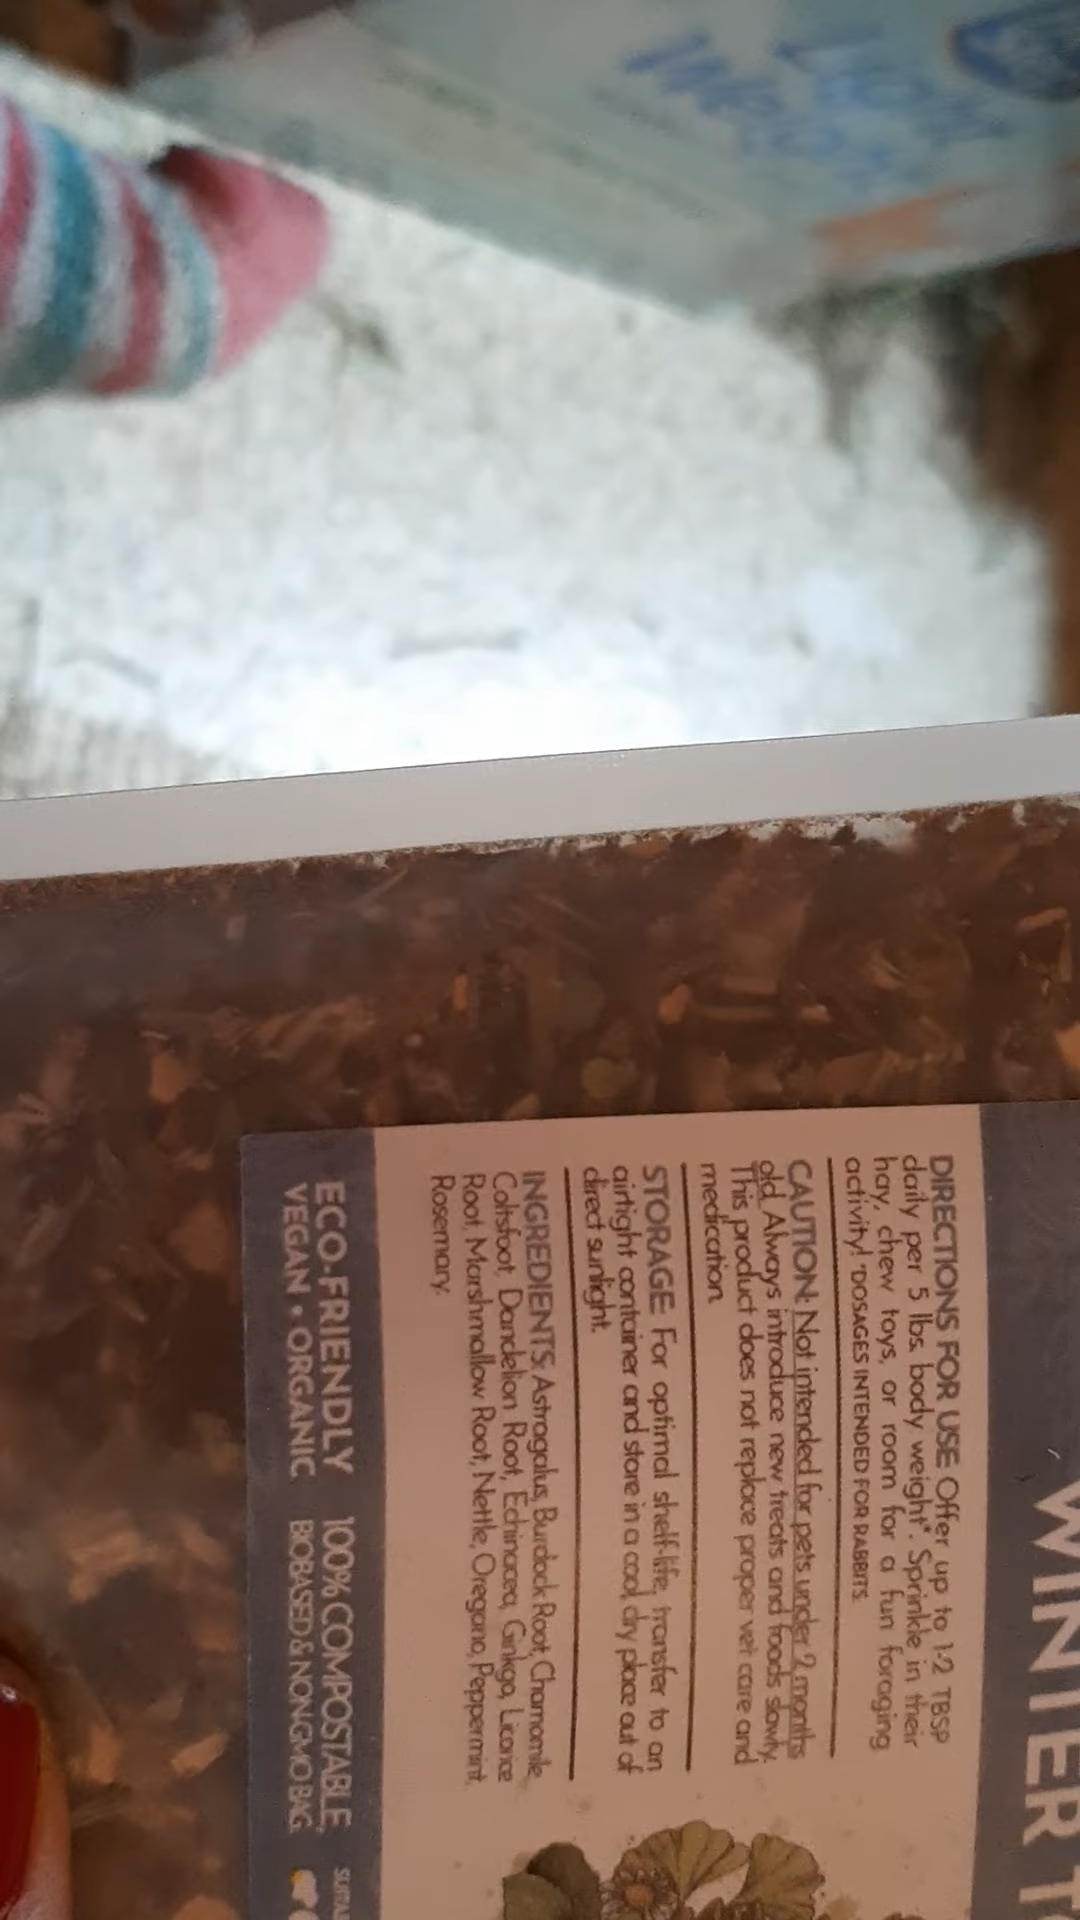 WINTER
DIRECTIONS FOR USE Offer up to 1-2 TBSP
daily per 5 lbs. body weight*. Sprinkle in their
hay, chew toys, or room for a fun foraging
activity! *DOSAGES INTENDED FOR RABBITS.
CAUTION: Not intended for pets under 2 months
old. Always introduce new treats and foods slowly.
This product does not replace proper vet care and
medication.
STORAGE For optimal shelf-life, transfer to an
airtight container and store in a cool, dry place out of
direct sunlight.
INGREDIENTS: Astragalus, Burdock Root, Chamomile,
Coltsfoot, Dandelion Root, Echinacea, Ginkgo, Licorice
Root, Marshmallow Root, Nettle, Oregano, Peppermint,
Rosemary.
ECO-FRIENDLY 100% COMPOSTABLE
VEGAN • ORGANIC BIOBASED & NON GMO BAG